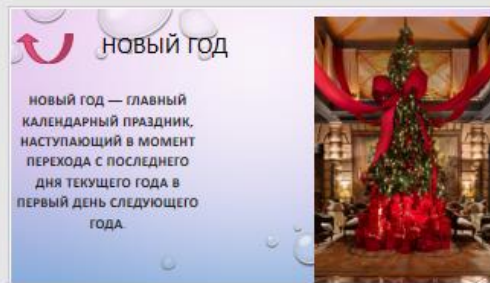 НОВЫЙ ГОД
НОВЫЙ ГОД — ГЛАВНЫЙ
КАЛЕНДАРНЫЙ ПРАЗДНИК,
НАСТУПАЮЩИЙ В МОМЕНТ
ПЕРЕХОДА С ПОСЛЕДНЕГО
ДНЯ ТЕКУЩЕГО ГОДА В
ПЕРВЫЙ ДЕНЬ СЛЕДУЮЩЕГО
ГОДА.